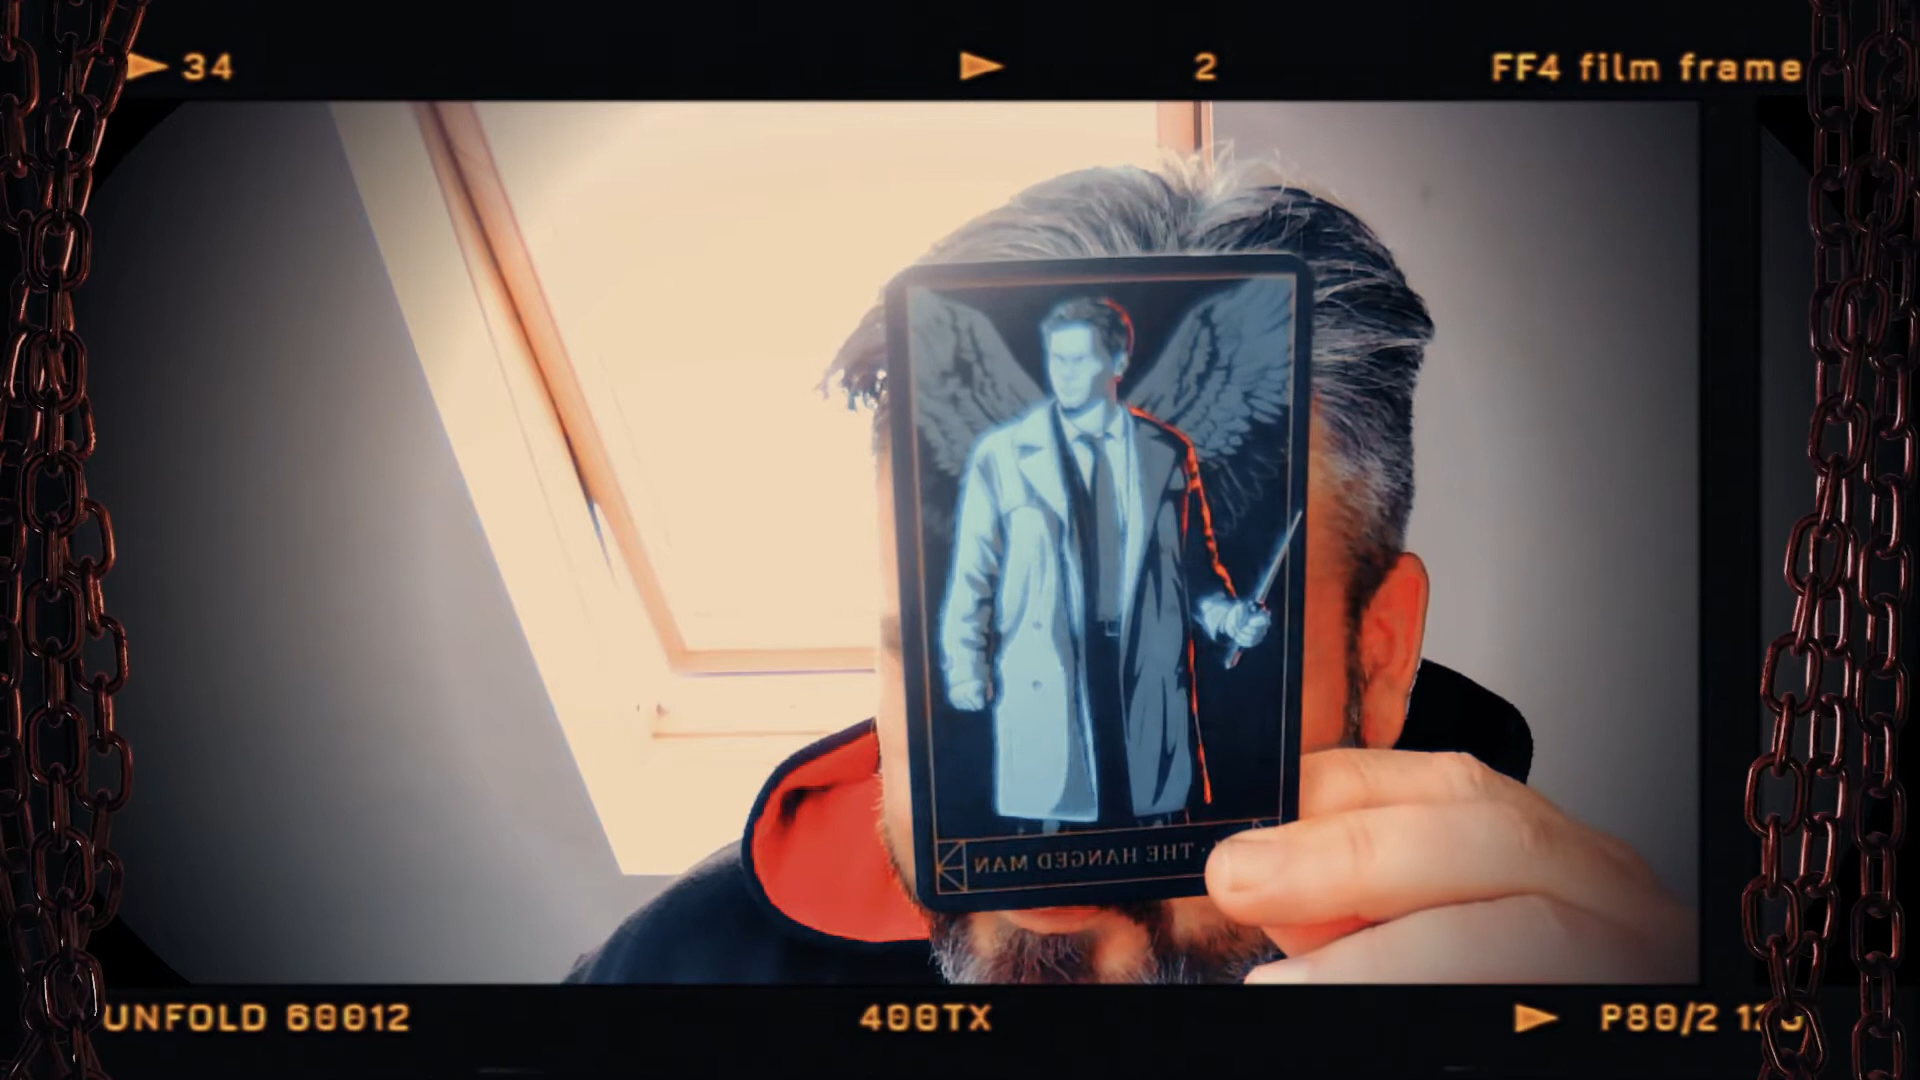 34
2
FF4 film frame
· THE HANGED MAN
UNFOLD 60012
400TX
P80/2